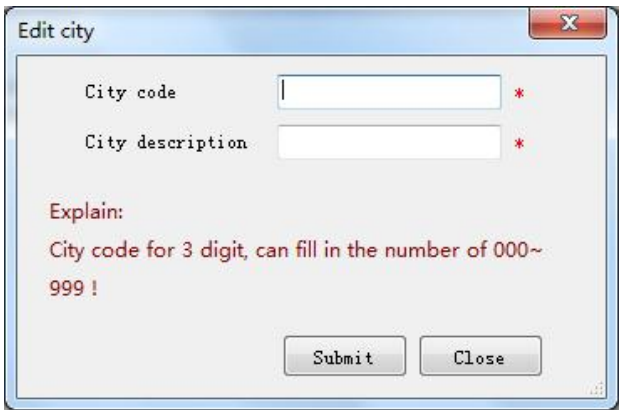 Edit city
City code *
City description *
Explain:
City code for 3 digit, can fill in the number of 000~
999 !
Submit Close